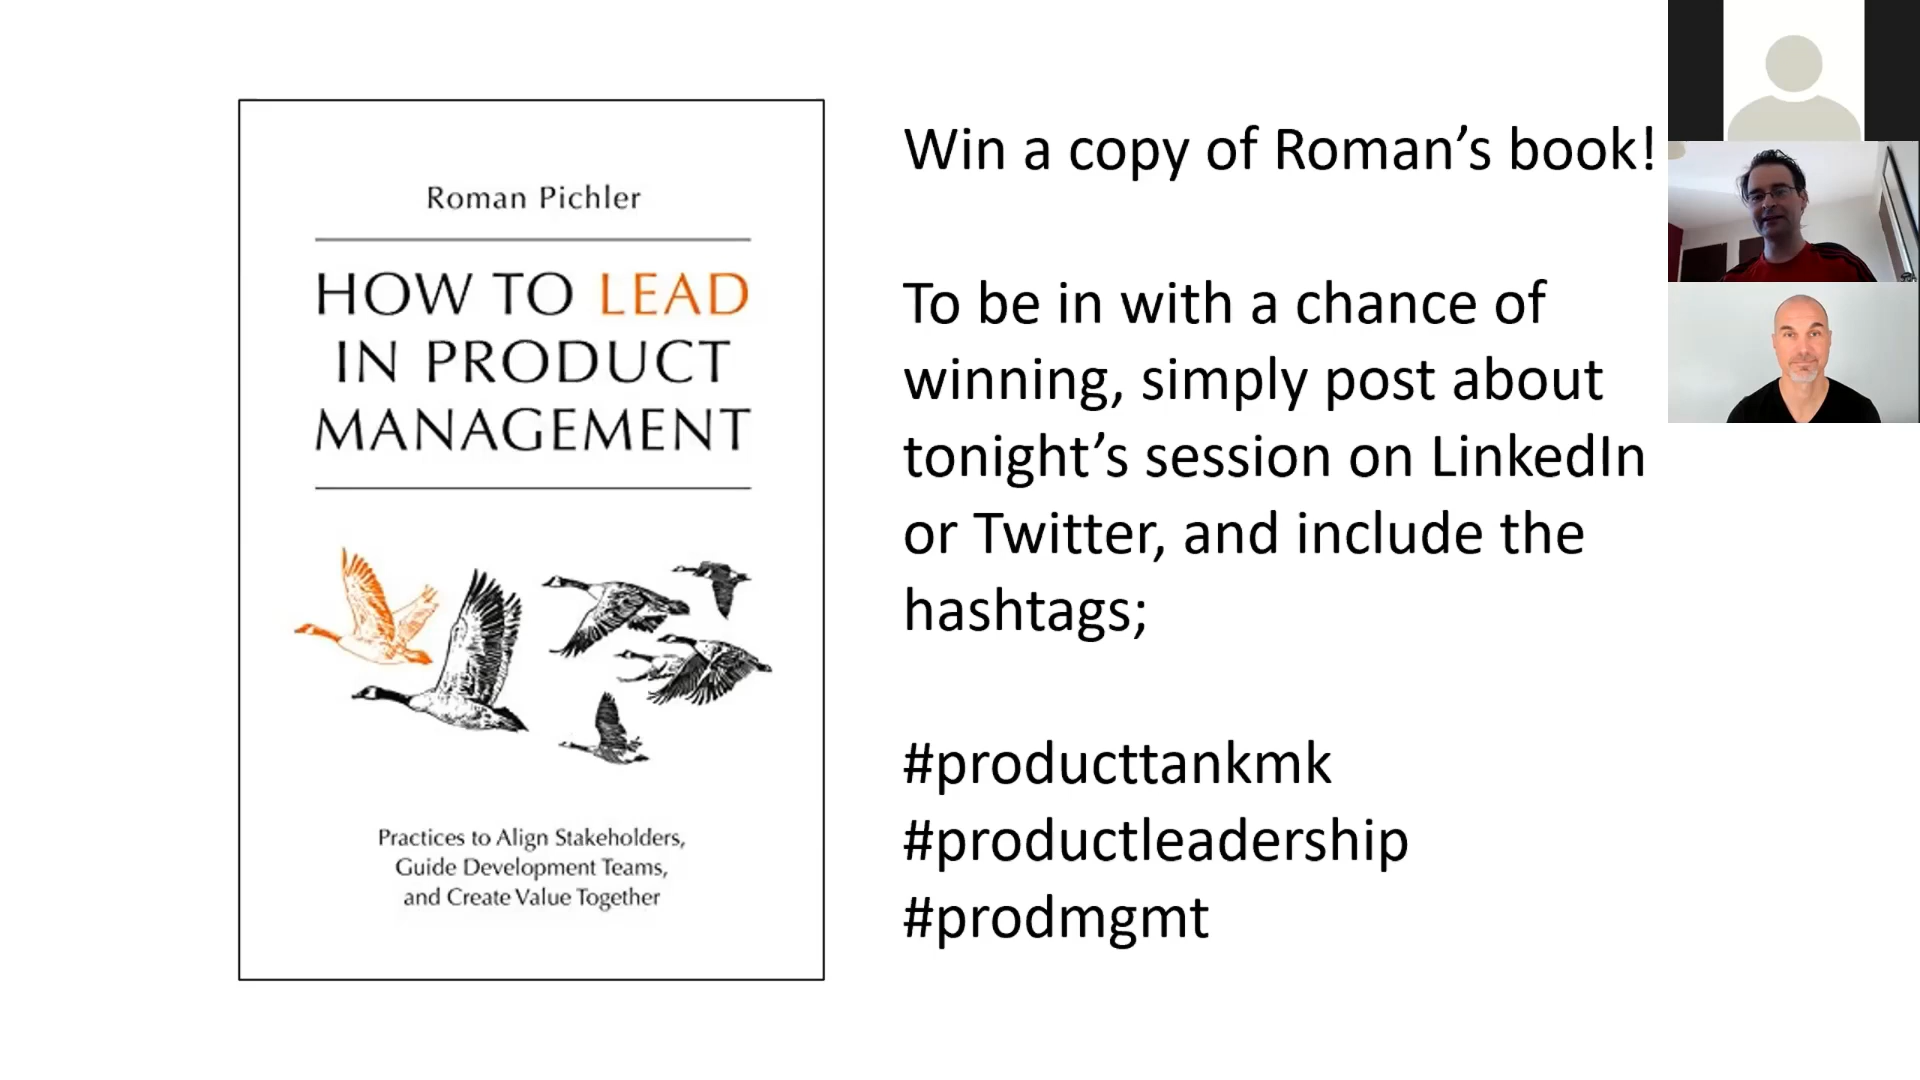 Roman Pichler
HOW TO LEAD
IN PRODUCT
MANAGEMENT
Practices to Align Stakeholders,
Guide Development Teams,
and Create Value Together
Win a copy of Roman’s book!
To be in with a chance of
winning, simply post about
tonight’s session on LinkedIn
or Twitter, and include the
hashtags;
#producttankmk
#productleadership
#prodmgmt